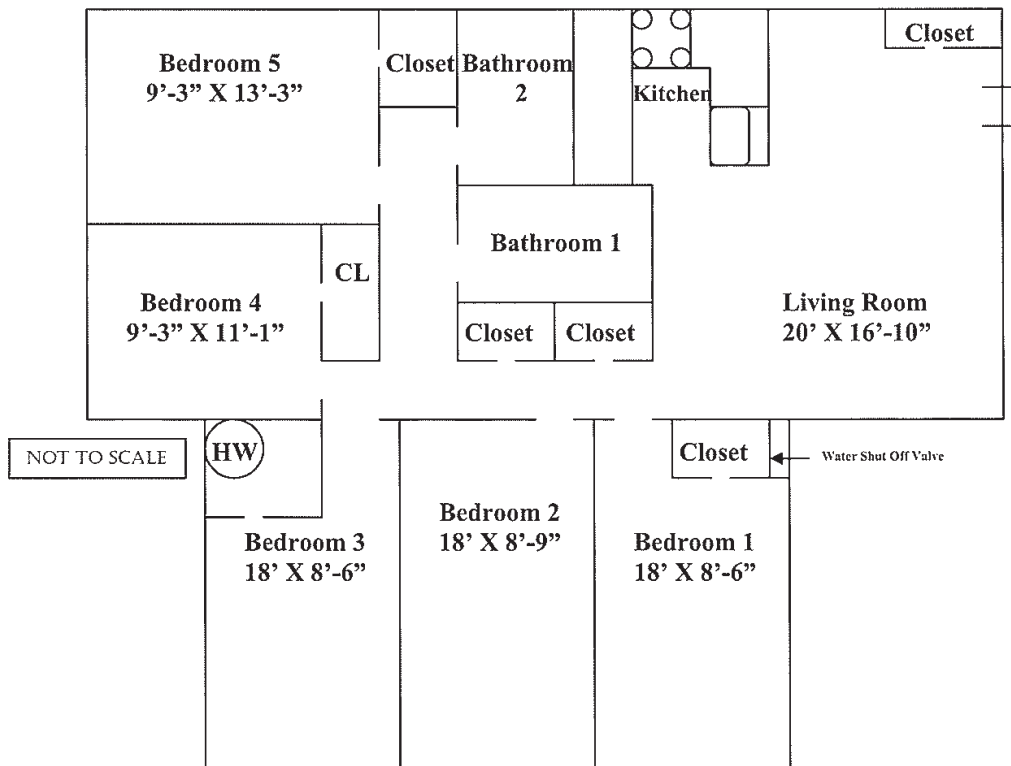 Closet
Bedroom 5
9'-3” X 13'-3”
Closet
Bathroom
2
Kitchen
Bathroom 1
CL
Bedroom 4
9'-3” X 11'-1”
Living Room
20' X 16'-10”
Closet
Closet
NOT TO SCALE
HW
Closet
Water Shut Off Valve
Bedroom 3
18' X 8'-6”
Bedroom 2
18' X 8'-9”
Bedroom 1
18' X 8'-6”